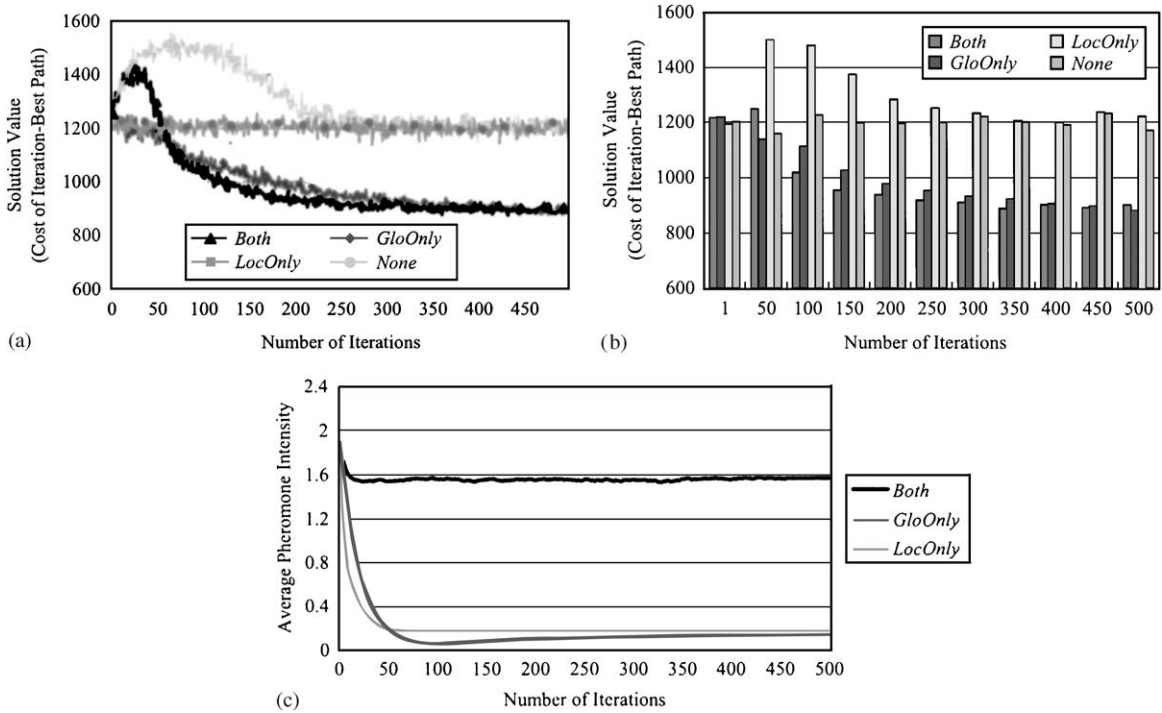 1600
1400
1200
1000
800
600
Solution Value
(Cost of Iteration-Best Path)
Both
GloOnly
LocOnly
None
0 50 100 150 200 250 300 350 400 450
Number of Iterations
(a)
1600
1400
1200
1000
800
600
Solution Value
(Cost of Iteration-Best Path)
Both
LocOnly
GloOnly
None
1 50 100 150 200 250 300 350 400 450 500
Number of Iterations
(b)
2.4
2
1.6
1.2
0.8
0.4
0
Average Pheromone Intensity
0 50 100 150 200 250 300 350 400 450 500
Number of Iterations
Both
GloOnly
LocOnly
(c)